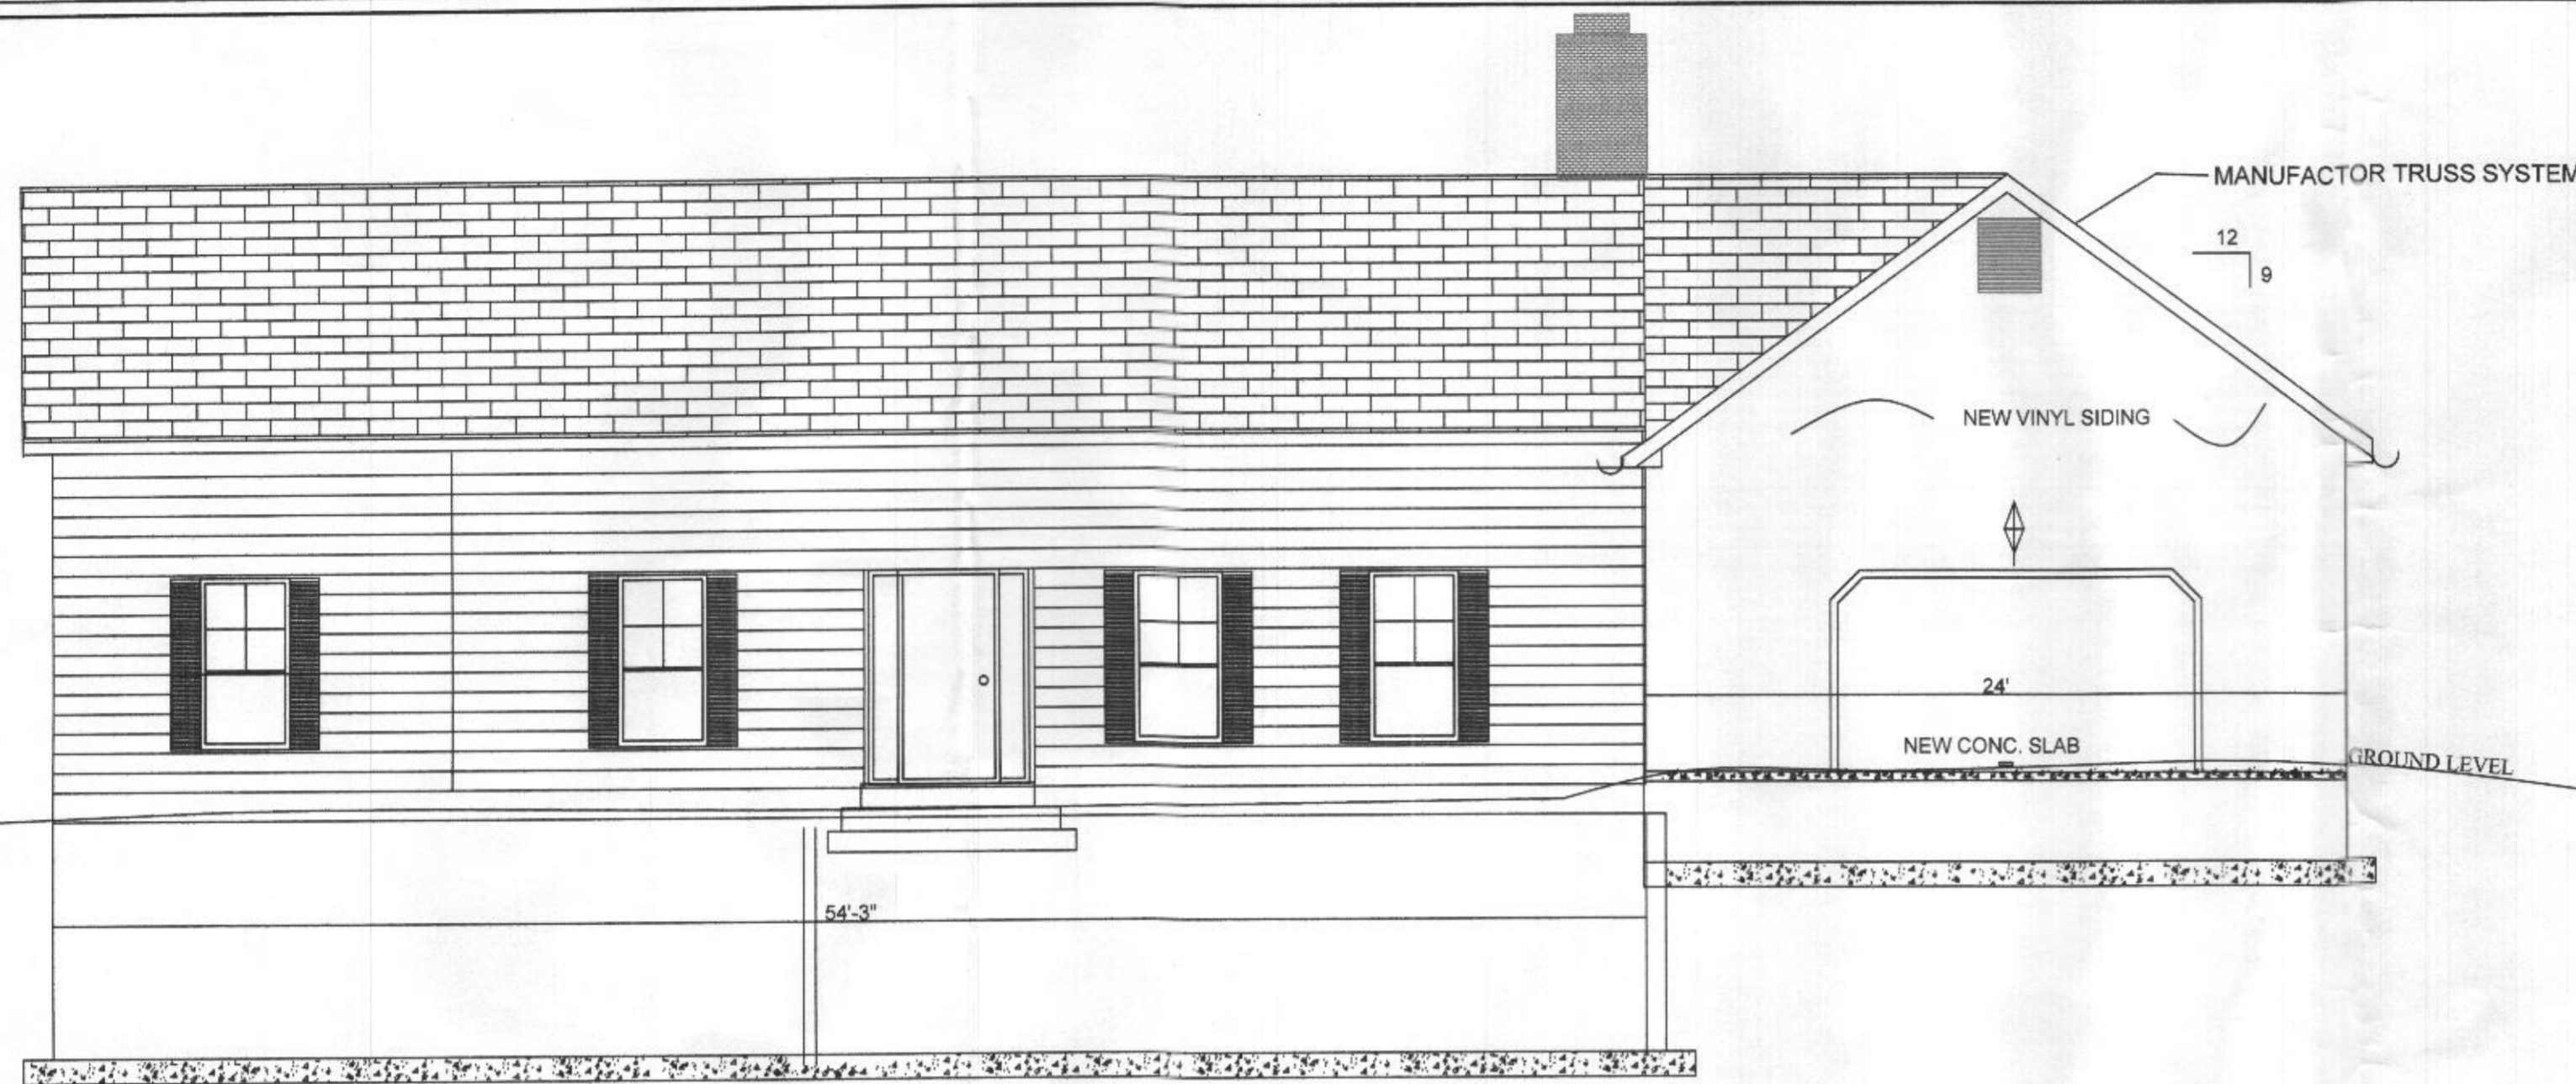 MANUFACTOR TRUSS SYSTEM
12
9
NEW VINYL SIDING
24'
NEW CONC. SLAB
GROUND LEVEL
54'-3"